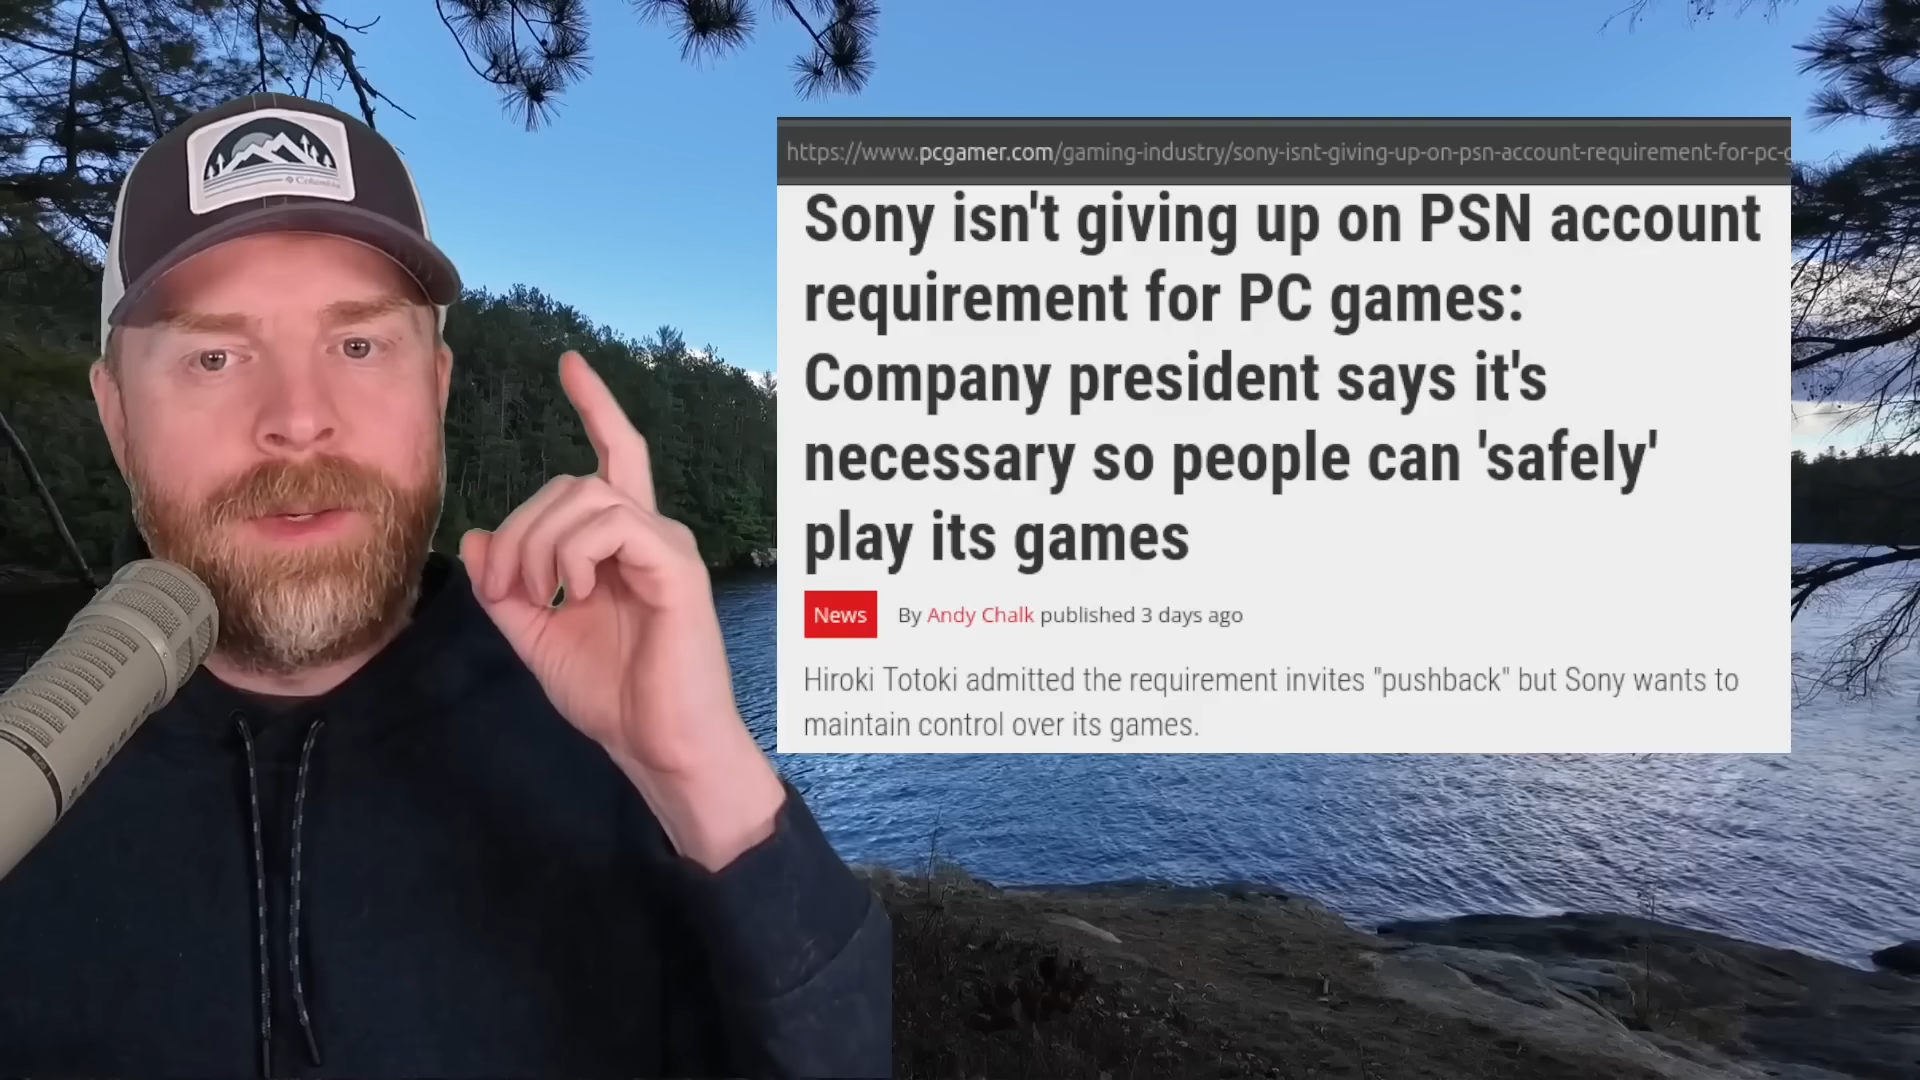 Columbia
https://www.pcgamer.com/gaming-industry/sony-isnt-giving-up-on-psn-account-requirement-for-pc-
Sony isn't giving up on PSN account
requirement for PC games:
Company president says it's
necessary so people can 'safely'
play its games
News By Andy Chalk published 3 days ago
Hiroki Totoki admitted the requirement invites "pushback" but Sony wants to
maintain control over its games.